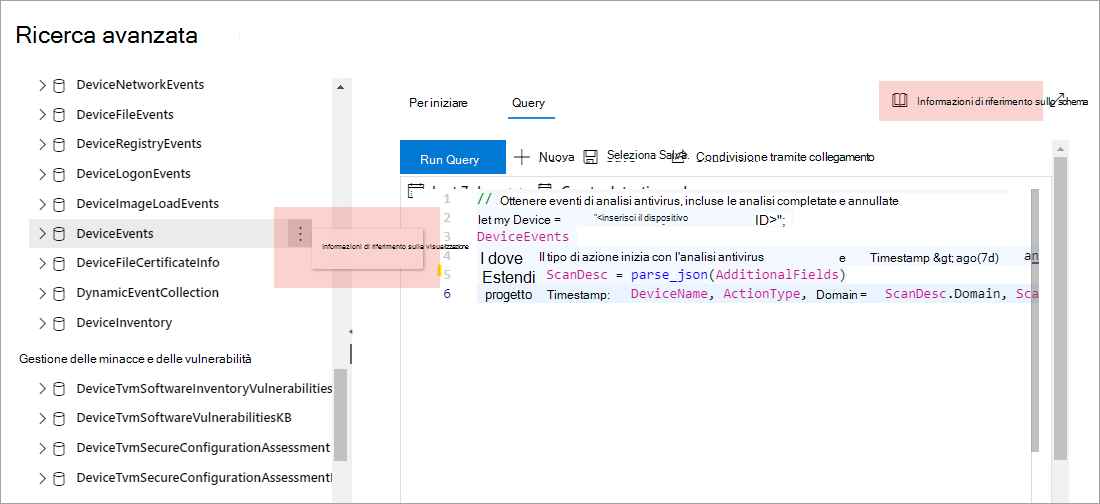 Ricerca avanzata
DeviceNetworkEvents
DeviceFileEvents
DeviceRegistryEvents
DeviceLogonEvents
DeviceImageLoadEvents
DeviceEvents
Informazioni di riferimento sulla visualizzazione
DeviceFileCertificateInfo
DynamicEventCollection
DeviceInventory
Gestione delle minacce e delle vulnerabilità
DeviceTvmSoftwareInventoryVulnerabilities
DeviceTvmSoftwareVulnerabilitiesKB
DeviceTvmSecureConfigurationAssessment
DeviceTvmSecureConfigurationAssessment
Per iniziare Query
Informazioni di riferimento sullo schema
Run Query Nuova Seleziona Salva. Condivisione tramite collegamento
1 // Ottenere eventi di analisi antivirus, incluse le analisi completate e annullate
2 let my Device = "<inserisci il dispositivo ID>";
3 DeviceEvents
4 I dove Il tipo di azione inizia con l'analisi antivirus e Timestamp &gt; ago(7d) an
5 Estendi ScanDesc = parse_json(AdditionalFields)
6 progetto Timestamp: DeviceName, ActionType, Domain = ScanDesc.Domain, Sca